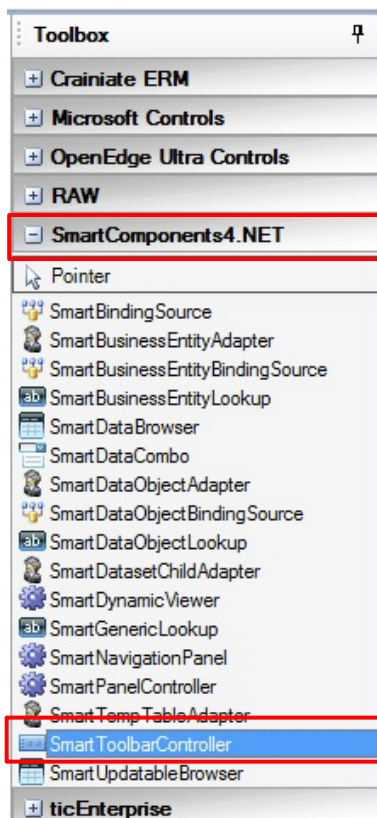 Toolbox
Crainiate ERM
Microsoft Controls
OpenEdge Ultra Controls
RAW
SmartComponents4.NET
Pointer
SmartBindingSource
SmartBusinessEntityAdapter
SmartBusinessEntityBindingSource
SmartBusinessEntityLookup
SmartDataBrowser
SmartDataCombo
SmartDataObjectAdapter
SmartDataObjectBindingSource
SmartDataObjectLookup
SmartDatasetChildAdapter
SmartDynamicViewer
SmartGenericLookup
SmartNavigationPanel
SmartPanelController
SmartTempTableAdapter
SmartToolbarController
SmartUpdatableBrowser
ticEnterprise